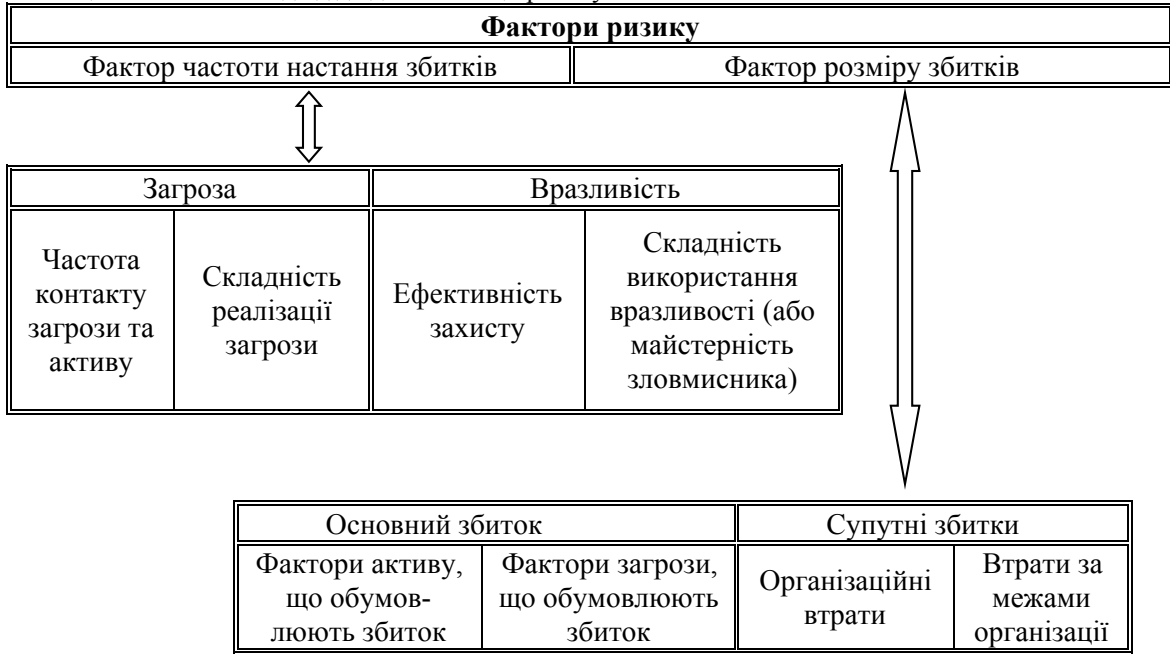 Фактори ризику
Фактор частоти настання збитків
Фактор розміру збитків
Загроза
Вразливість
Частота
контакту
загрози та
активу
Складність
реалізації
загрози
Ефективність
захисту
Складність
використання
вразливості (або
майстерність
зловмисника)
Основний збиток
Супутні збитки
Фактори активу,
що обумов-
люють збиток
Фактори загрози,
що обумовлюють
збиток
Організаційні
втрати
Втрати за
межами
організації